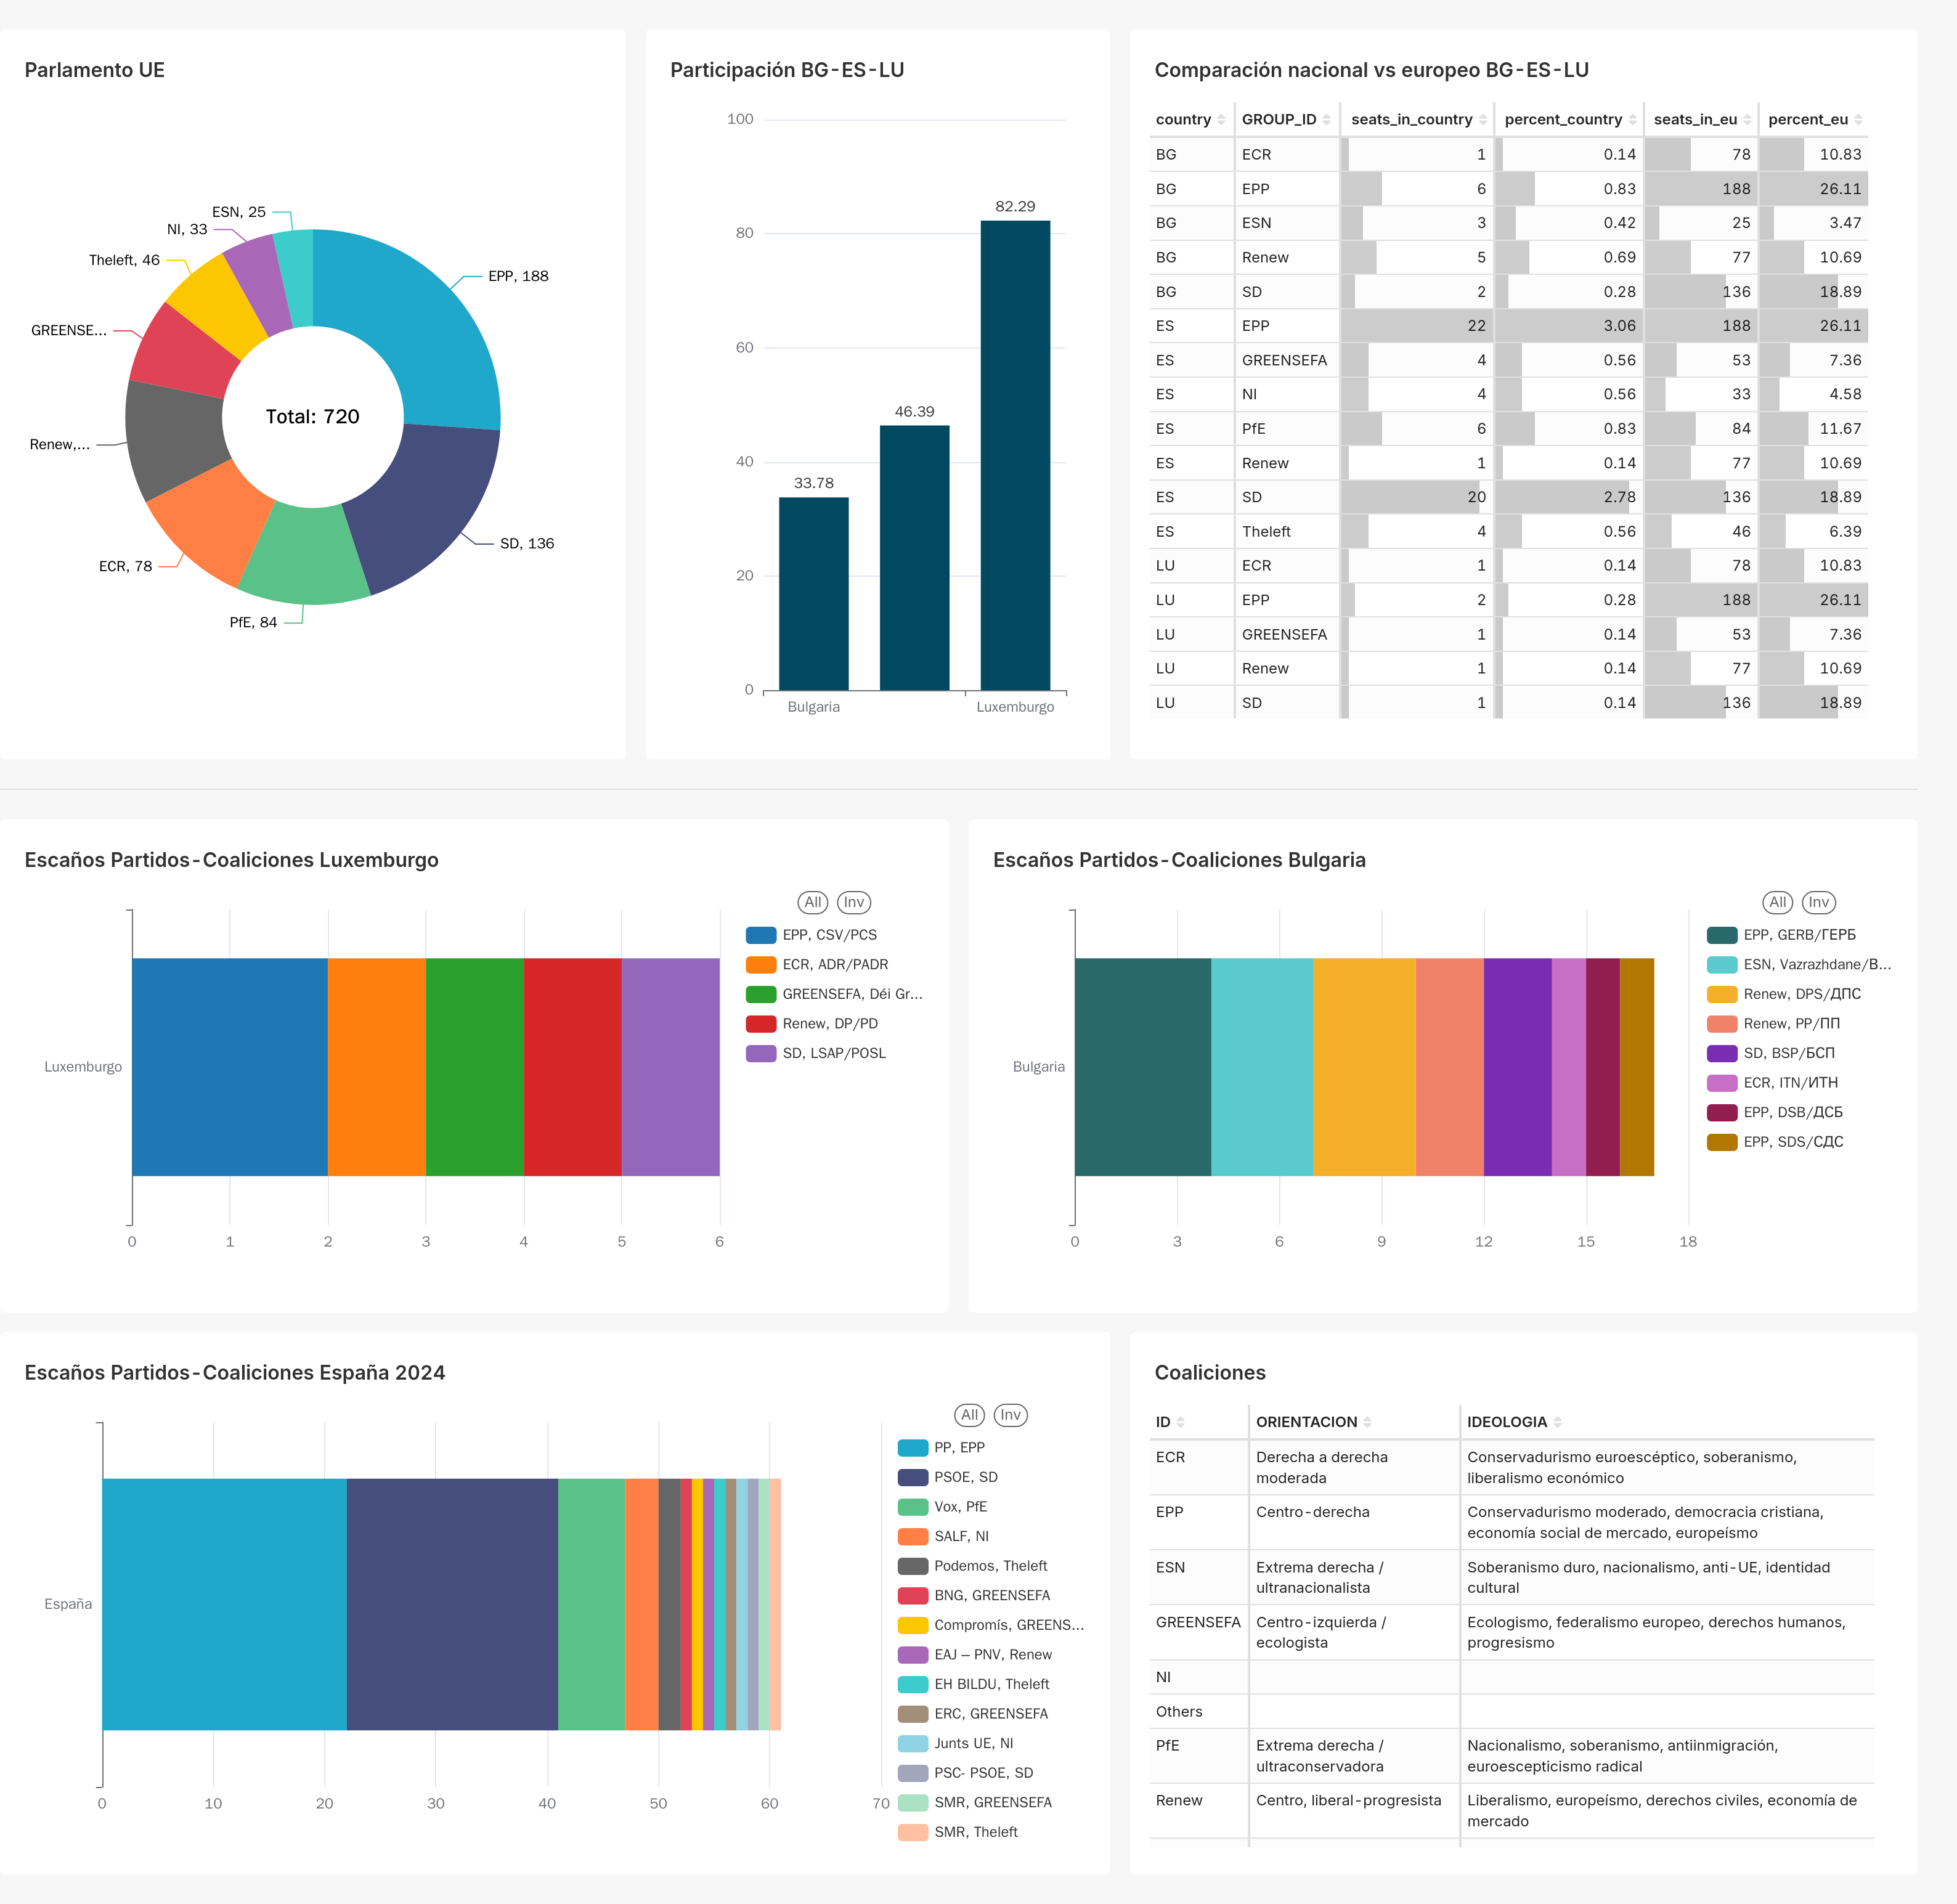 Parlamento UE
ESN, 25
NI, 33
Theleft, 46
EPP, 188
GREENSE...
Total: 720
Renew,...
SD, 136
ECR, 78
PfE, 84
Participación BG-ES-LU
100
82.29
80
60
46.39
40
33.78
20
0
Bulgaria Luxemburgo
Comparación nacional vs europeo BG-ES-LU
country GROUP_ID seats_in_country percent_country seats_in_eu percent_eu
BG ECR 1 0.14 78 10.83
BG EPP 6 0.83 188 26.11
BG ESN 3 0.42 25 3.47
BG Renew 5 0.69 77 10.69
BG SD 2 0.28 136 18.89
ES EPP 22 3.06 188 26.11
ES GREENSEFA 4 0.56 53 7.36
ES NI 4 0.56 33 4.58
ES PfE 6 0.83 84 11.67
ES Renew 1 0.14 77 10.69
ES SD 20 2.78 136 18.89
ES Theleft 4 0.56 46 6.39
LU ECR 1 0.14 78 10.83
LU EPP 2 0.28 188 26.11
LU GREENSEFA 1 0.14 53 7.36
LU Renew 1 0.14 77 10.69
LU SD 1 0.14 136 18.89
Escaños Partidos-Coaliciones Luxemburgo
All Inv
EPP, CSV/PCS
ECR, ADR/PADR
GREENSEFA, Déi Gr...
Renew, DP/PD
SD, LSAP/POSL
Luxemburgo
0 1 2 3 4 5 6
Escaños Partidos-Coaliciones Bulgaria
All Inv
EPP, GERB/ГЕРБ
ESN, Vazrazhdane/В...
Renew, DPS/ДПС
Renew, PP/ПП
SD, BSP/БСП
ECR, ITN/ИТН
EPP, DSB/ДСБ
EPP, SDS/СДС
Bulgaria
0 3 6 9 12 15 18
Escaños Partidos-Coaliciones España 2024
All Inv
PP, EPP
PSOE, SD
Vox, PfE
SALF, NI
Podemos, Theleft
BNG, GREENSEFA
Compromís, GREENS...
EAJ – PNV, Renew
EH BILDU, Theleft
ERC, GREENSEFA
Junts UE, NI
PSC- PSOE, SD
SMR, GREENSEFA
SMR, Theleft
España
0 10 20 30 40 50 60 70
Coaliciones
ID ORIENTACION IDEOLOGIA
ECR Derecha a derecha Conservadurismo euroescéptico, soberanismo,
moderada liberalismo económico
EPP Centro-derecha Conservadurismo moderado, democracia cristiana,
economía social de mercado, europeísmo
ESN Extrema derecha / Soberanismo duro, nacionalismo, anti-UE, identidad
ultranacionalista cultural
GREENSEFA Centro-izquierda / Ecologismo, federalismo europeo, derechos humanos,
ecologista progresismo
NI
Others
PfE Extrema derecha / Nacionalismo, soberanismo, antiinmigración,
ultraconservadora euroescepticismo radical
Renew Centro, liberal-progresista Liberalismo, europeísmo, derechos civiles, economía de
mercado